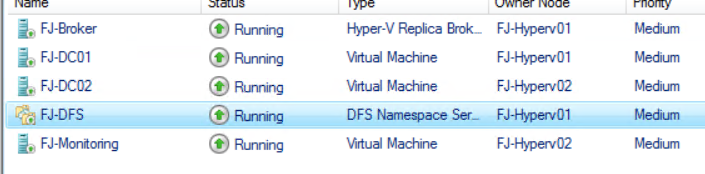 Name Status Type Owner Node Priority
FJ-Broker Running Hyper-V Replica Brok... FJ-Hyperv01 Medium
FJ-DC01 Running Virtual Machine FJ-Hyperv01 Medium
FJ-DC02 Running Virtual Machine FJ-Hyperv02 Medium
FJ-DFS Running DFS Namespace Ser... FJ-Hyperv01 Medium
FJ-Monitoring Running Virtual Machine FJ-Hyperv02 Medium